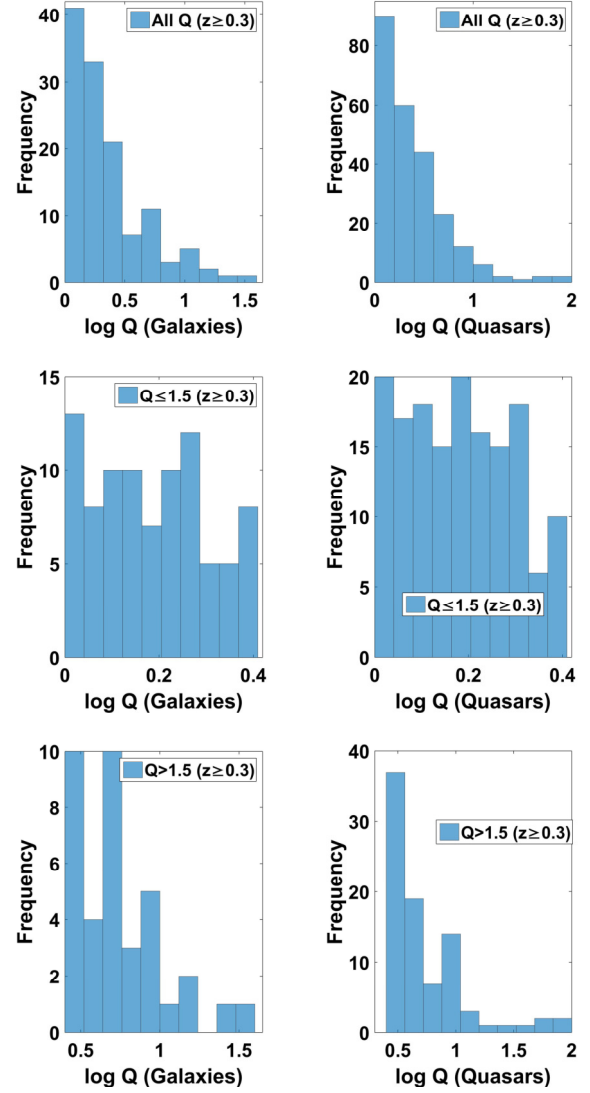 All Q (z≥0.3)
40
30
20
10
0
Frequency
0 0.5 1 1.5
log Q (Galaxies)
All Q (z≥0.3)
80
60
40
20
0
Frequency
0 1 2
log Q (Quasars)
Q≤1.5 (z≥0.3)
15
10
5
0
Frequency
0 0.2 0.4
log Q (Galaxies)
20
15
10
5
0
Frequency
Q≤1.5 (z≥0.3)
0 0.2 0.4
log Q (Quasars)
Q>1.5 (z≥0.3)
10
8
6
4
2
0
Frequency
0.5 1 1.5
log Q (Galaxies)
40
30
20
10
0
Frequency
Q>1.5 (z≥0.3)
0.5 1 1.5 2
log Q (Quasars)